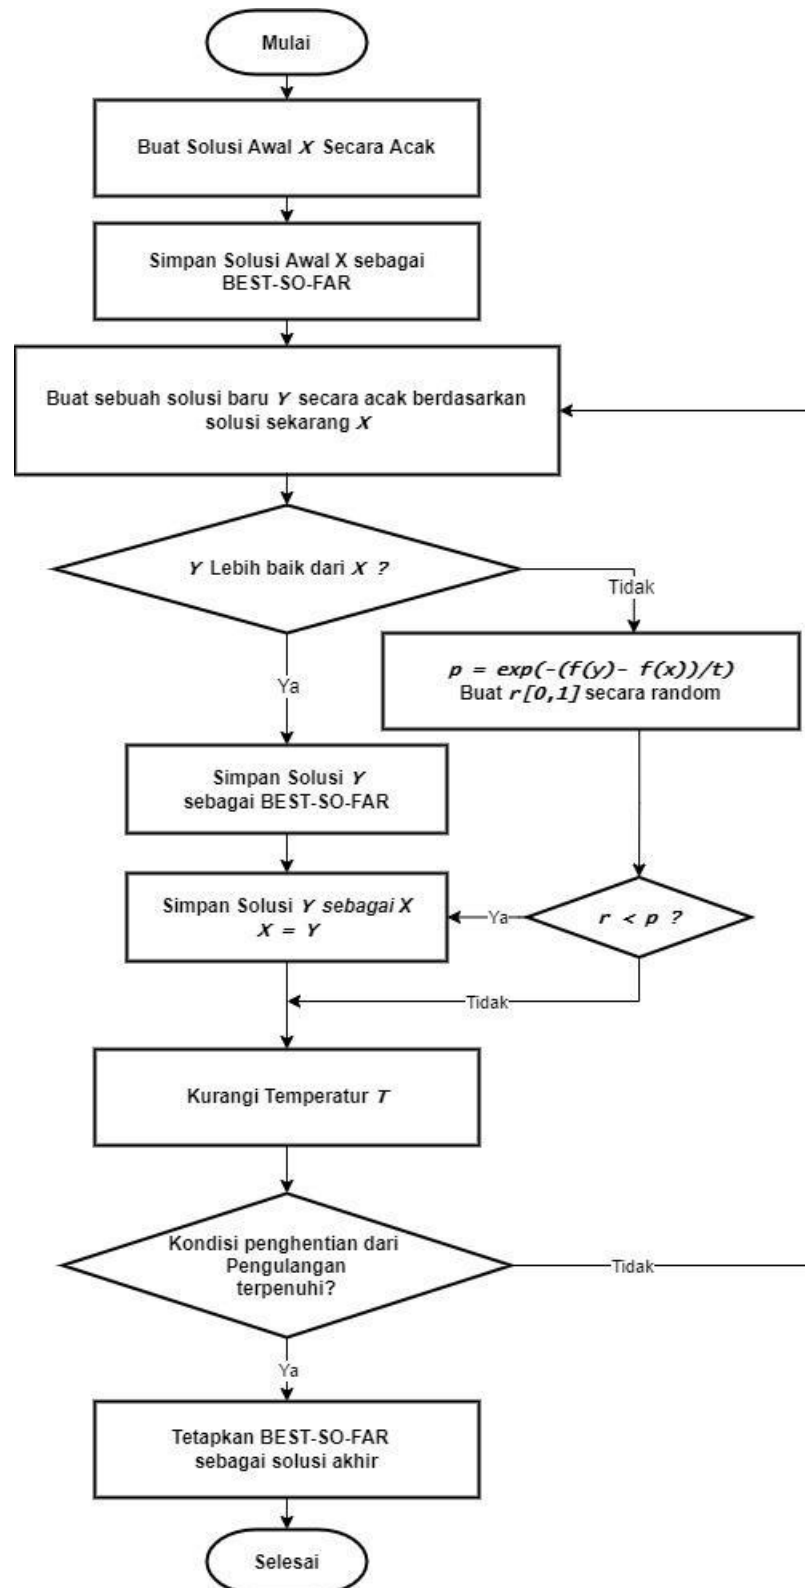 Mulai
Buat Solusi Awal X Secara Acak
Simpan Solusi Awal X sebagai
BEST-SO-FAR
Buat sebuah solusi baru Y secara acak berdasarkan
solusi sekarang X
Y Lebih baik dari X ?
Tidak
p = exp(-(f(y)- f(x))/t)
Buat r[0,1] secara random
Ya
Simpan Solusi Y
sebagai BEST-SO-FAR
Simpan Solusi Y sebagai X
X = Y
Ya
r < p ?
Tidak
Kurangi Temperatur T
Kondisi penghentian dari
Pengulangan
terpenuhi?
Tidak
Ya
Tetapkan BEST-SO-FAR
sebagai solusi akhir
Selesai